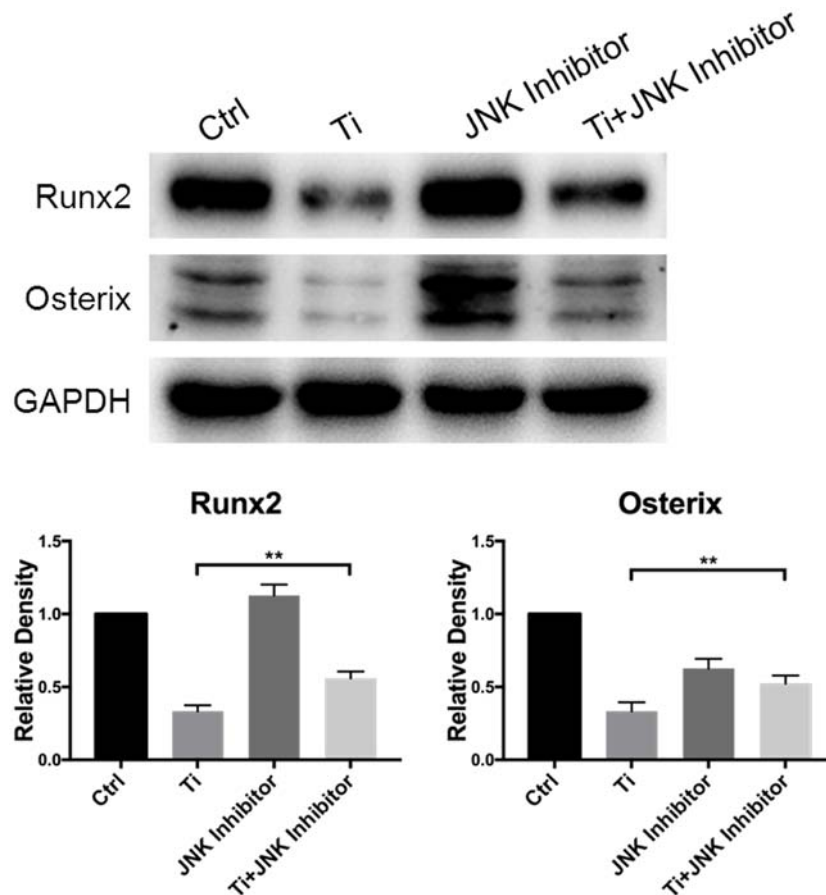 Ctrl Ti JNK Inhibitor Ti+JNK Inhibitor
Runx2
Osterix
GAPDH
Runx2
Relative Density
1.5
1.0
0.5
0.0
**
Ctrl Ti JNK Inhibitor Ti+JNK Inhibitor
Osterix
Relative Density
1.5
1.0
0.5
0.0
**
Ctrl Ti JNK Inhibitor Ti+JNK Inhibitor